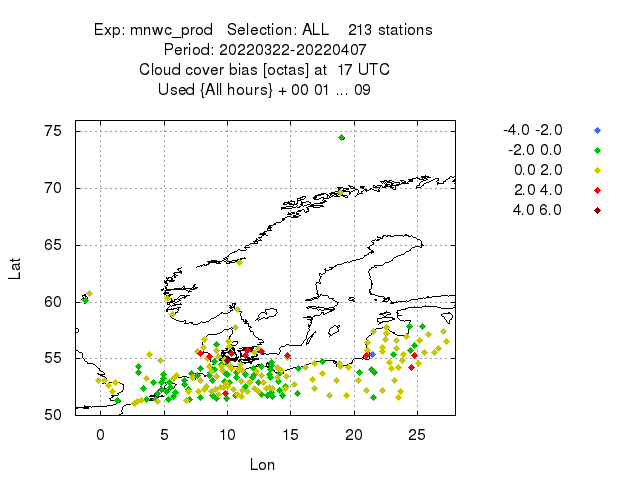 Exp: mnwc_prod   Selection: ALL    213 stations
Period: 20220322-20220407
Cloud cover bias [octas] at  17 UTC
Used {All hours} + 00 01 ... 09
-4.0 -2.0
-2.0 0.0
0.0 2.0
2.0 4.0
4.0 6.0
75
70
65
60
55
50
Lat
0 5 10 15 20 25
Lon